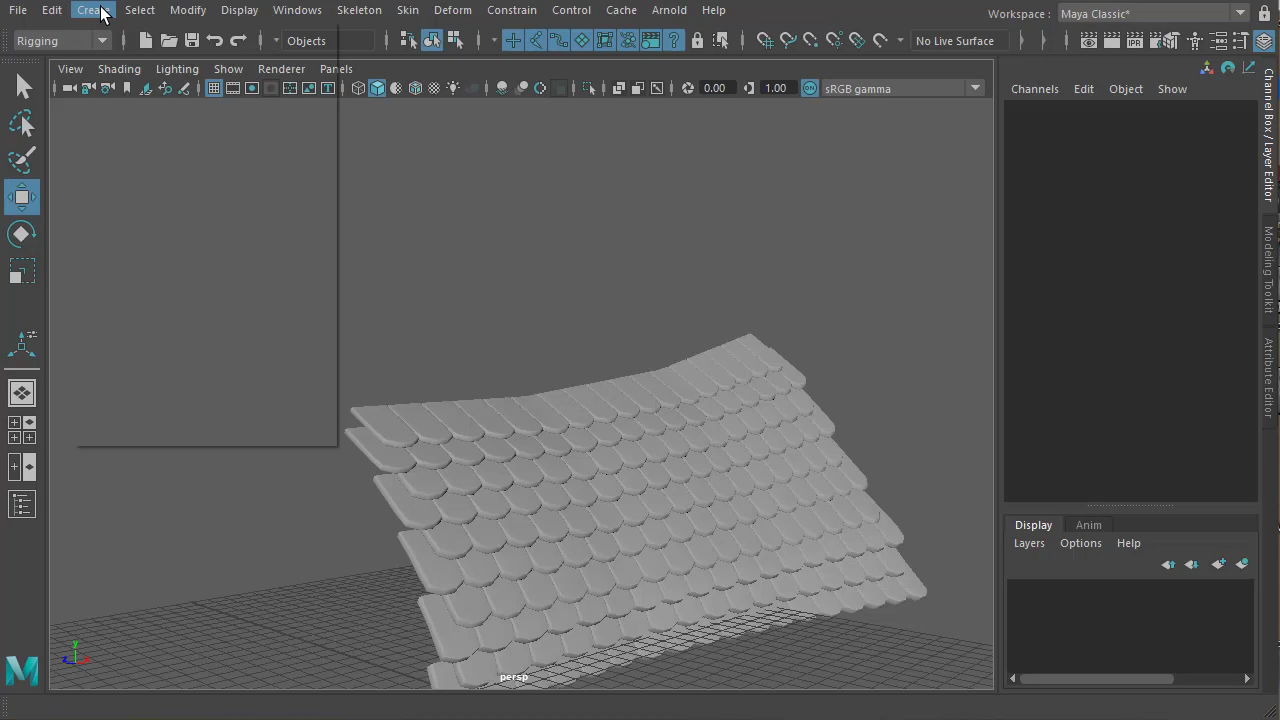 File Edit Create Select Modify Display Windows Skeleton Skin Deform Constrain Control Cache Arnold Help
Workspace : Maya Classic*
Rigging Objects No Live Surface
View Shading Lighting Show Renderer Panels
0.00 1.00 ON sRGB gamma
Channels Edit Object Show
Channel Box / Layer Editor
Modeling Toolkit
Attribute Editor
Display Anim
Layers Options Help
y
z x
persp
M